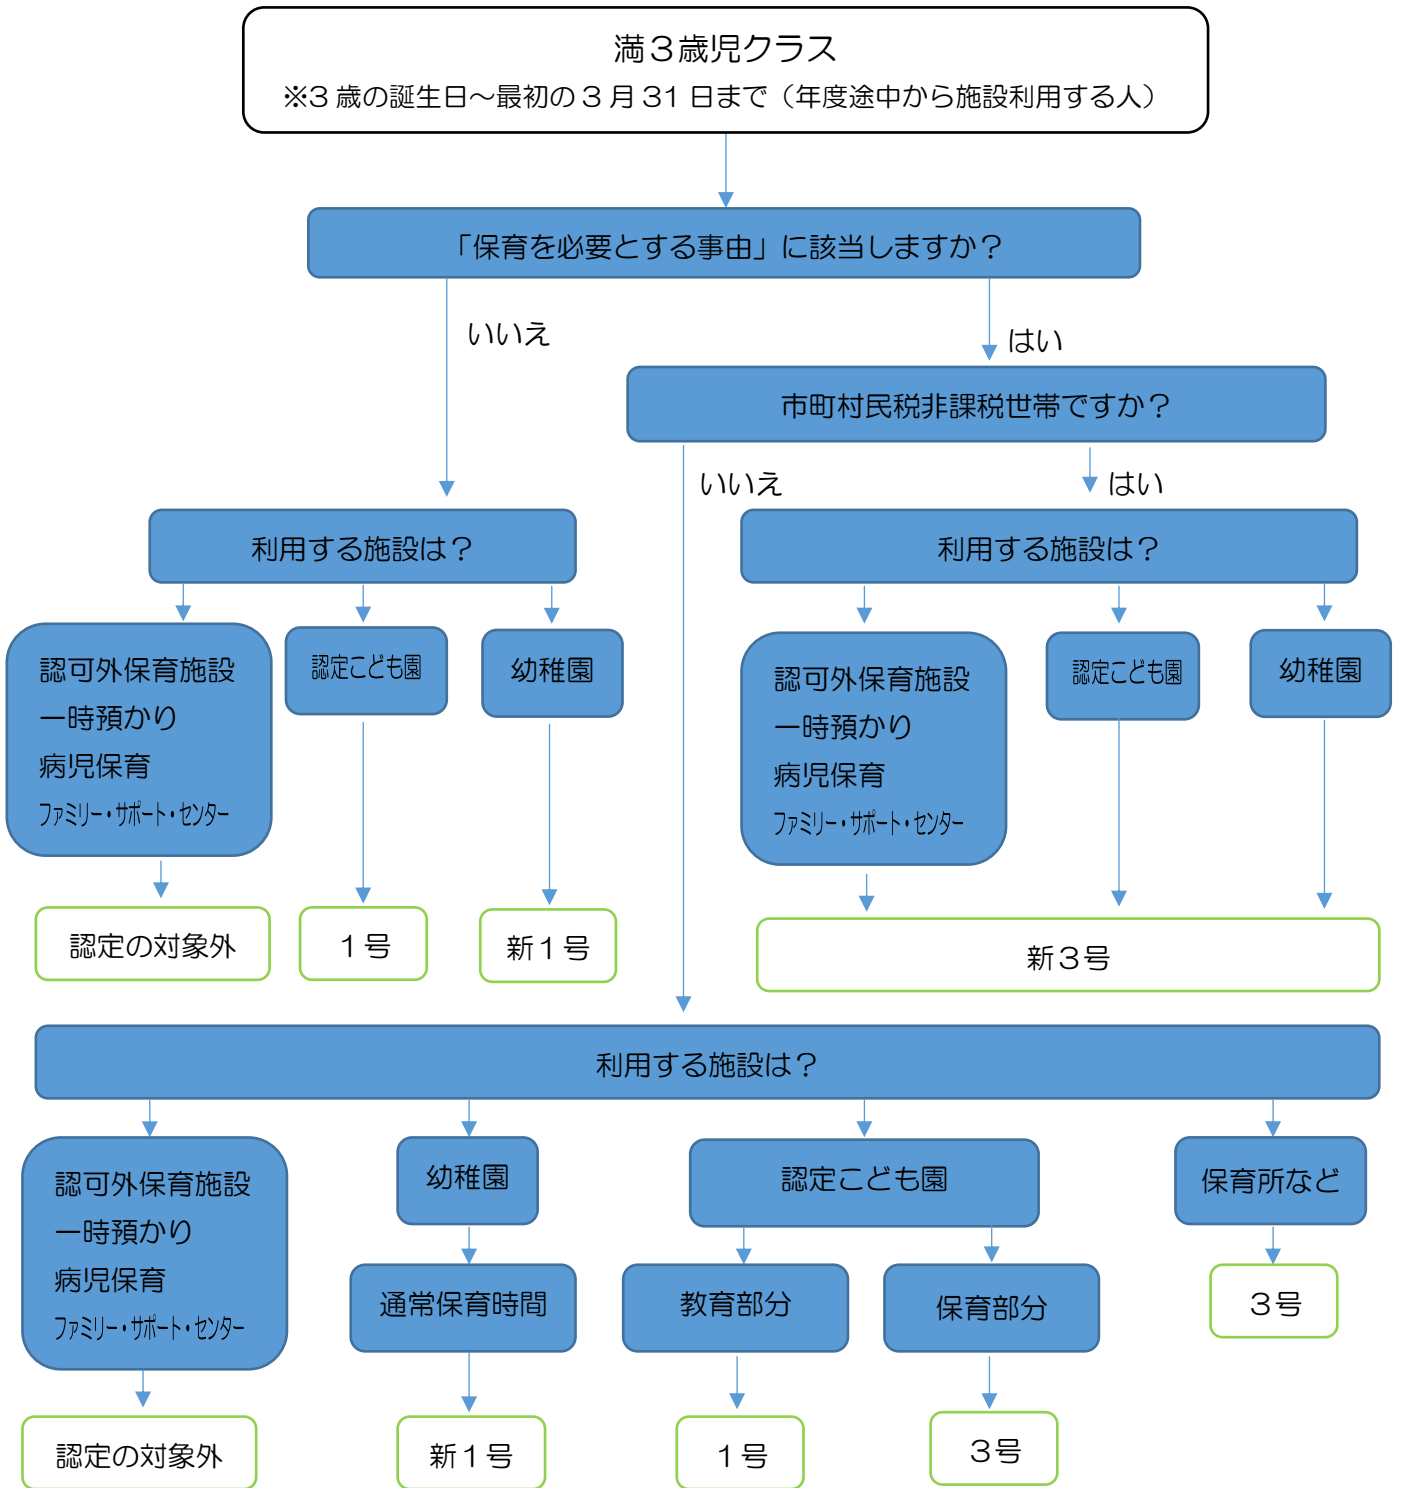 満３歳児クラス
※3 歳の誕生日～最初の 3 月 31 日まで（年度途中から施設利用する人）
「保育を必要とする事由」に該当しますか？
いいえ
はい
市町村民税非課税世帯ですか？
いいえ
はい
利用する施設は？
利用する施設は？
認可外保育施設
一時預かり
病児保育
ファミリー・サポート・センター
認定こども園
幼稚園
認可外保育施設
一時預かり
病児保育
ファミリー・サポート・センター
認定こども園
幼稚園
認定の対象外
１号
新１号
新３号
利用する施設は？
認可外保育施設
一時預かり
病児保育
ファミリー・サポート・センター
幼稚園
認定こども園
保育所など
通常保育時間
教育部分
保育部分
３号
認定の対象外
新１号
１号
３号